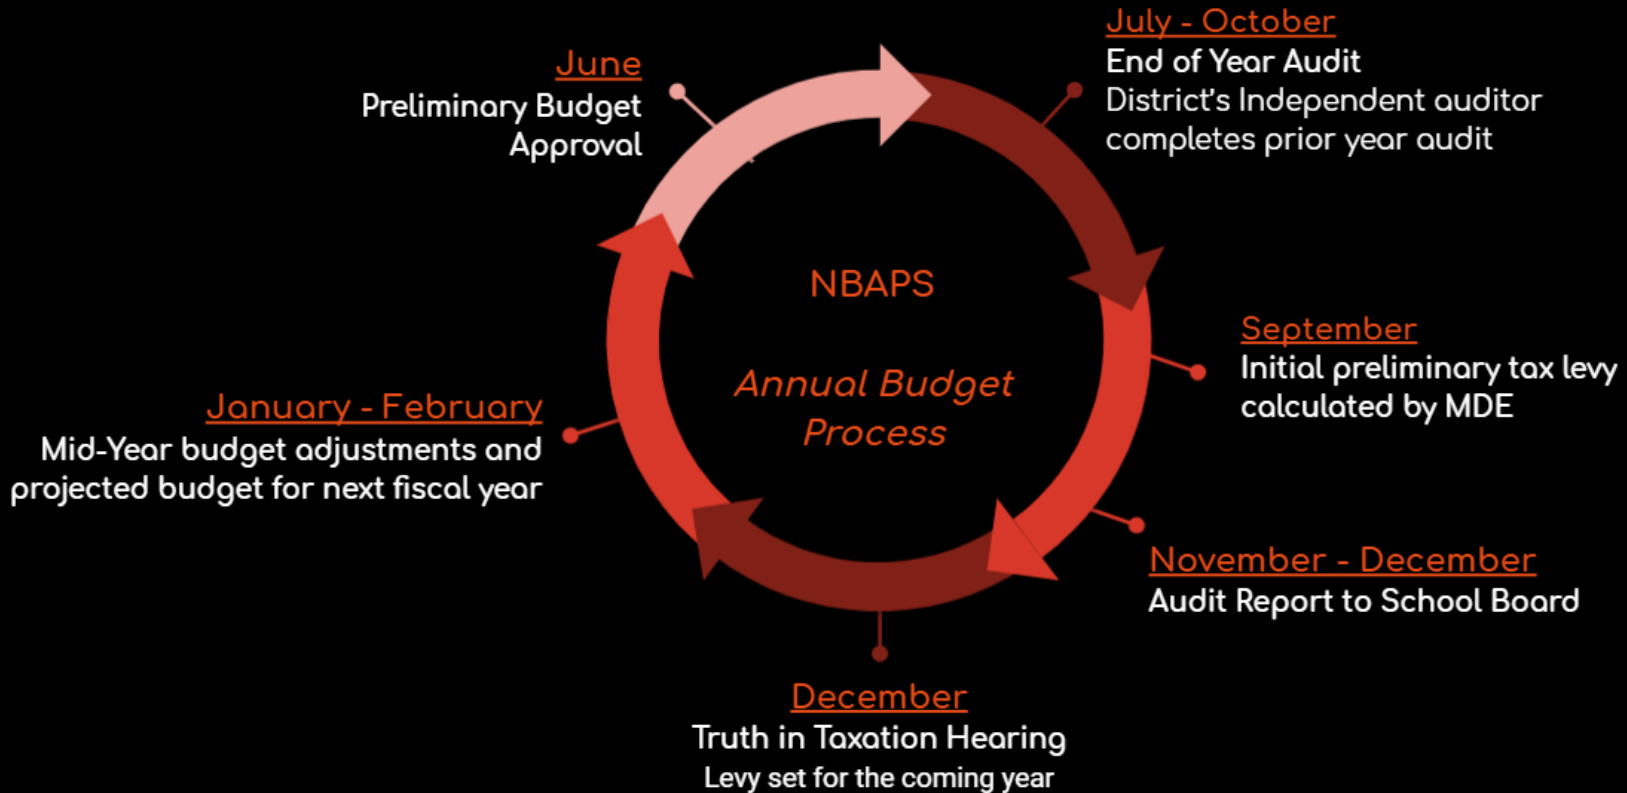 July - October
End of Year Audit
District's Independent auditor
completes prior year audit
June
Preliminary Budget
Approval
NBAPS
Annual Budget
Process
September
Initial preliminary tax levy
calculated by MDE
January - February
Mid-Year budget adjustments and
projected budget for next fiscal year
November - December
Audit Report to School Board
December
Truth in Taxation Hearing
Levy set for the coming year